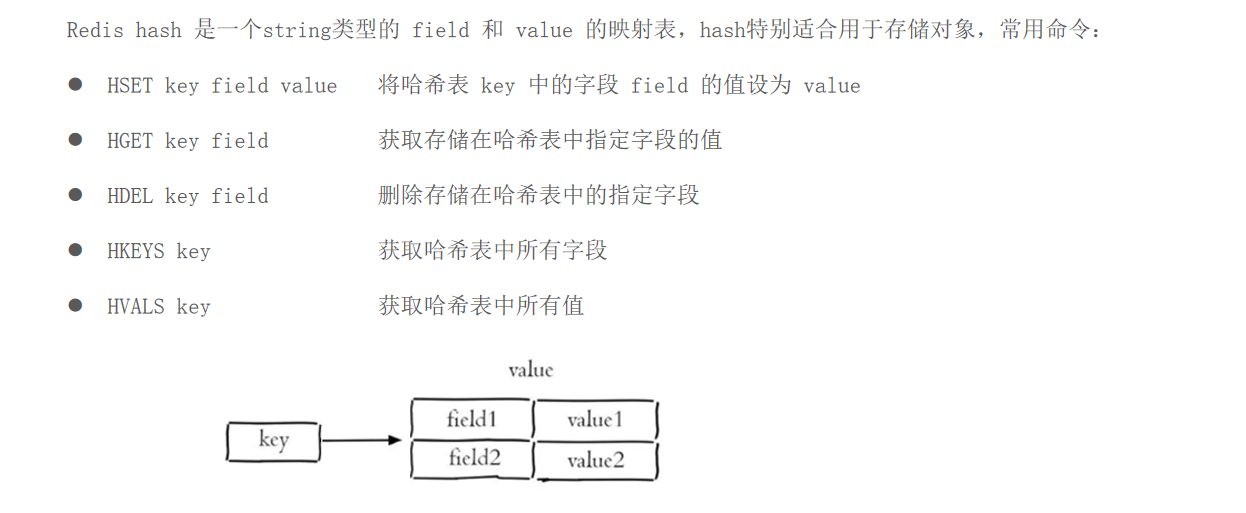 Redis hash 是一个string类型的 field 和 value 的映射表，hash特别适合用于存储对象，常用命令：
● HSET key field value 将哈希表 key 中的字段 field 的值设为 value
● HGET key field 获取存储在哈希表中指定字段的值
● HDEL key field 删除存储在哈希表中的指定字段
● HKEYS key 获取哈希表中所有字段
● HVALS key 获取哈希表中所有值
value
key
field1 value1
field2 value2